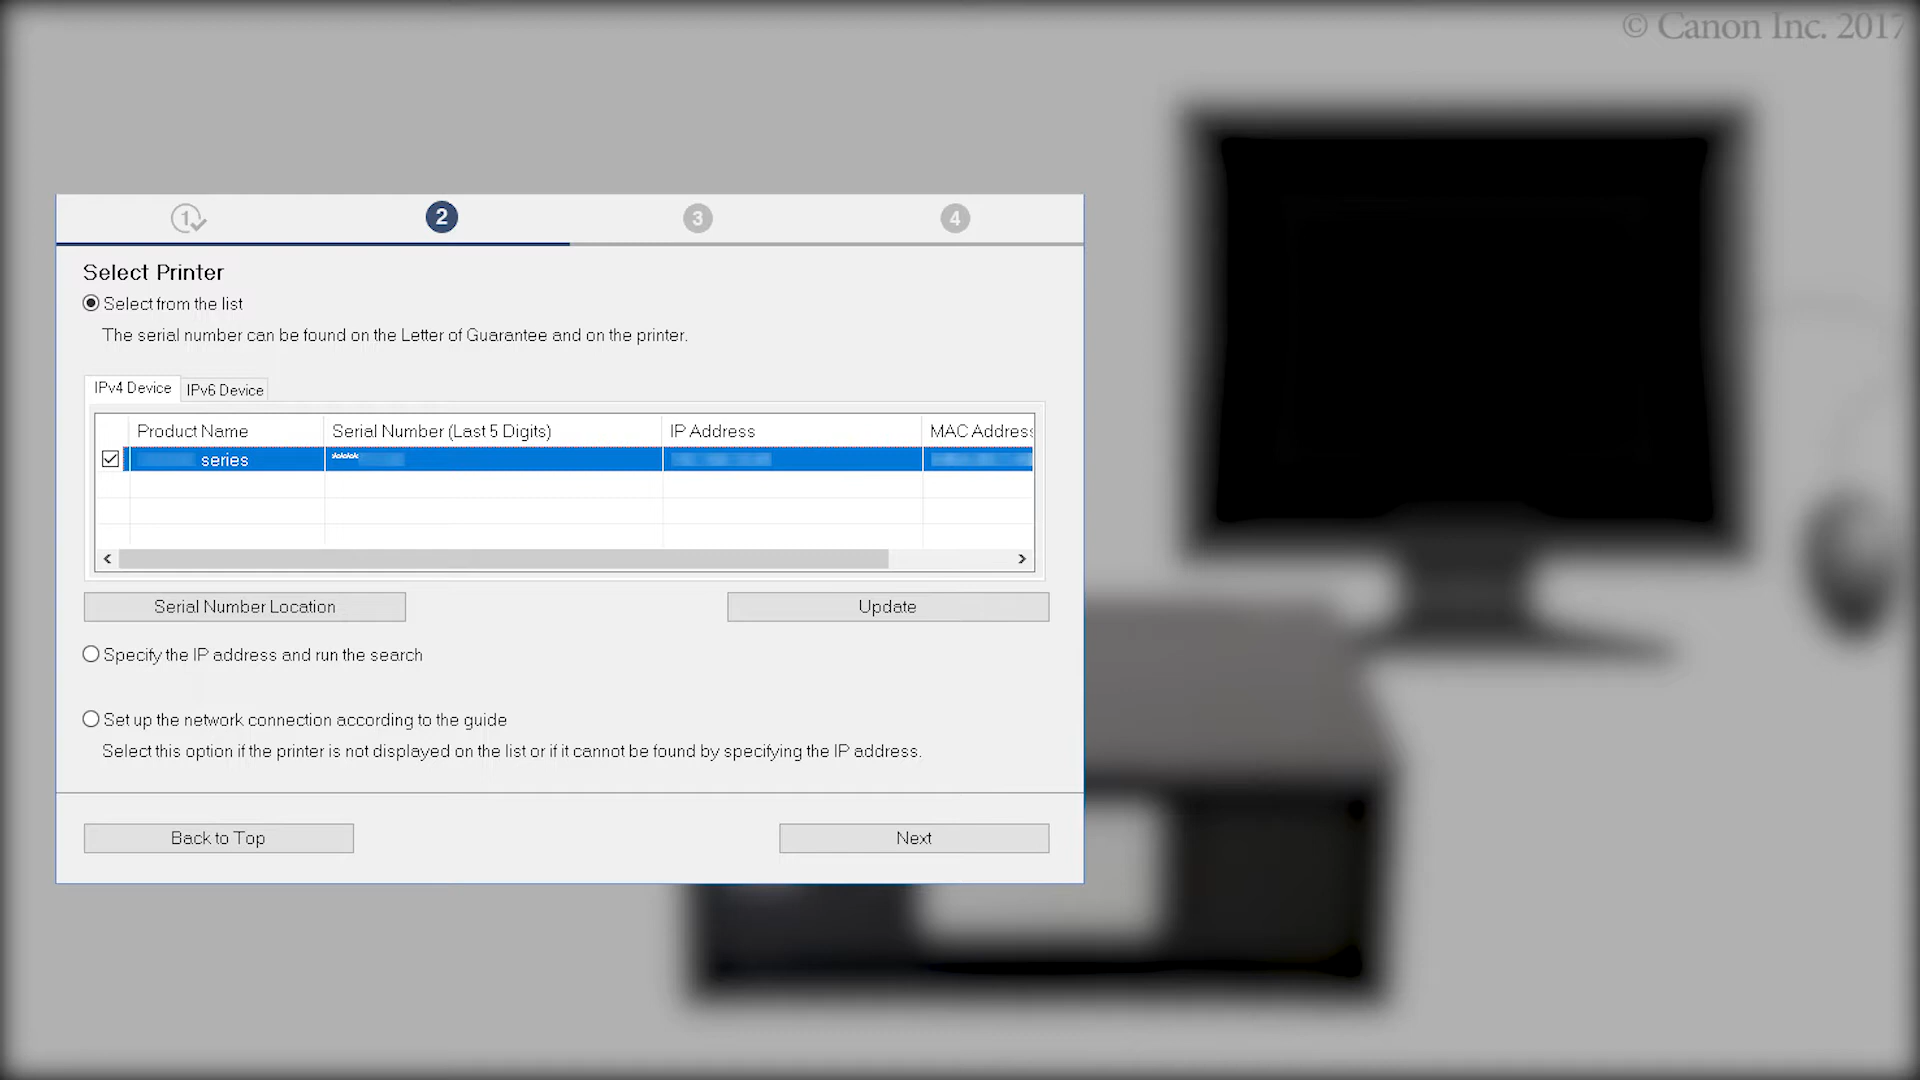 © Canon Inc. 2017
1 2 3 4
Select Printer
Select from the list
The serial number can be found on the Letter of Guarantee and on the printer.
IPv4 Device IPv6 Device
Product Name Serial Number (Last 5 Digits) IP Address MAC Address
series ****
Serial Number Location Update
Specify the IP address and run the search
Set up the network connection according to the guide
Select this option if the printer is not displayed on the list or if it cannot be found by specifying the IP address.
Back to Top Next